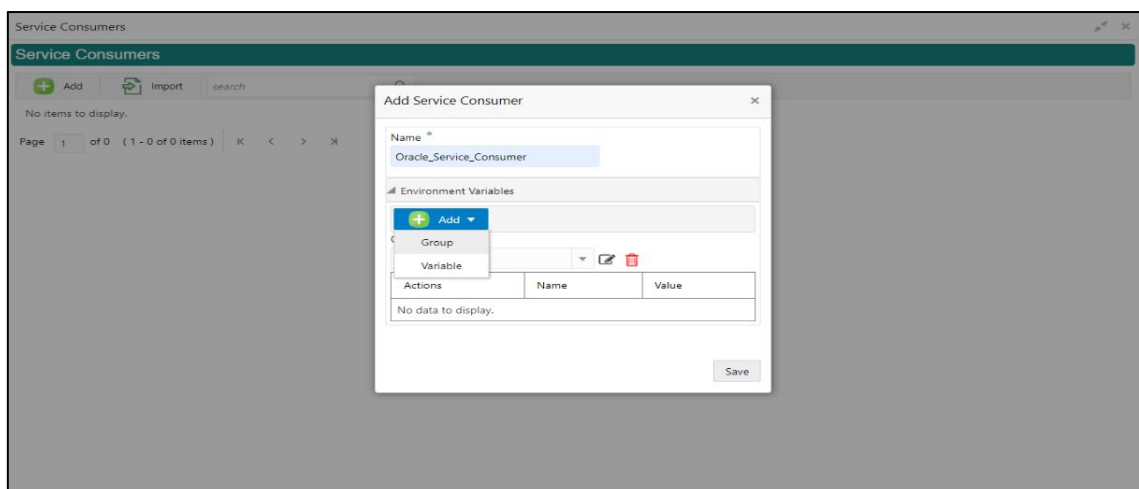 Service Consumers
Service Consumers
Add Import search
No items to display.
Page 1 of 0 (1 - 0 of 0 items)
Add Service Consumer
Name *
Oracle_Service_Consumer
Environment Variables
Add
Group
Variable
Actions Name Value
No data to display.
Save